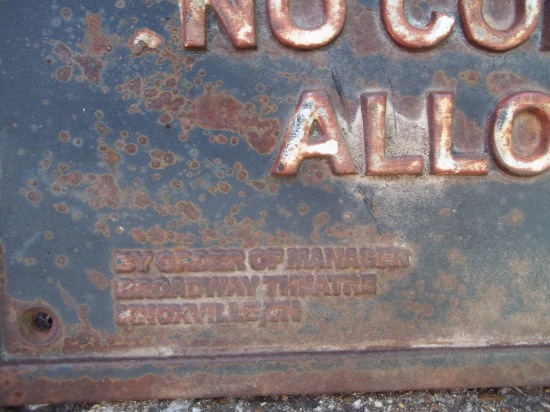 NO CO
ALLO
BY ORDER OF MANAGER
BROADWAY THEATRE
KNOXVILLE TN